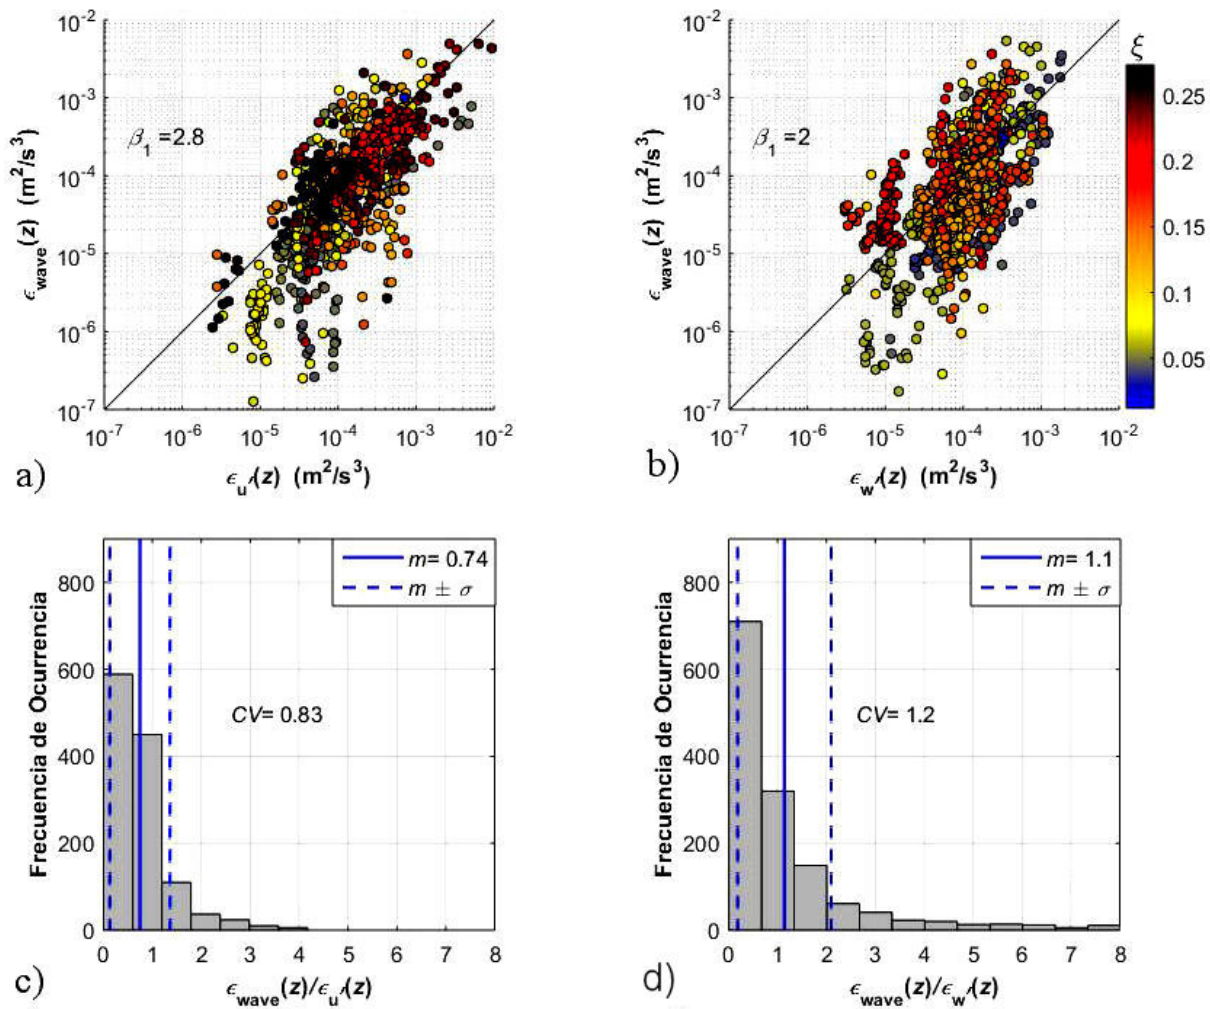 10⁻² 10⁻³ 10⁻⁴ 10⁻⁵ 10⁻⁶ 10⁻⁷
ϵ_wave(z) (m²/s³)
β₁=2.8
10⁻⁷ 10⁻⁶ 10⁻⁵ 10⁻⁴ 10⁻³ 10⁻²
a) ϵ_u′(z) (m²/s³)
10⁻² 10⁻³ 10⁻⁴ 10⁻⁵ 10⁻⁶ 10⁻⁷
ϵ_wave(z) (m²/s³)
β₁=2
10⁻⁷ 10⁻⁶ 10⁻⁵ 10⁻⁴ 10⁻³ 10⁻²
b) ϵ_w′(z) (m²/s³)
ξ
0.25
0.2
0.15
0.1
0.05
800 600 400 200 0
Frecuencia de Ocurrencia
m= 0.74
m ± σ
CV= 0.83
0 1 2 3 4 5 6 7 8
c) ϵ_wave(z)/ϵ_u′(z)
800 600 400 200 0
Frecuencia de Ocurrencia
m= 1.1
m ± σ
CV= 1.2
0 1 2 3 4 5 6 7 8
d) ϵ_wave(z)/ϵ_w′(z)